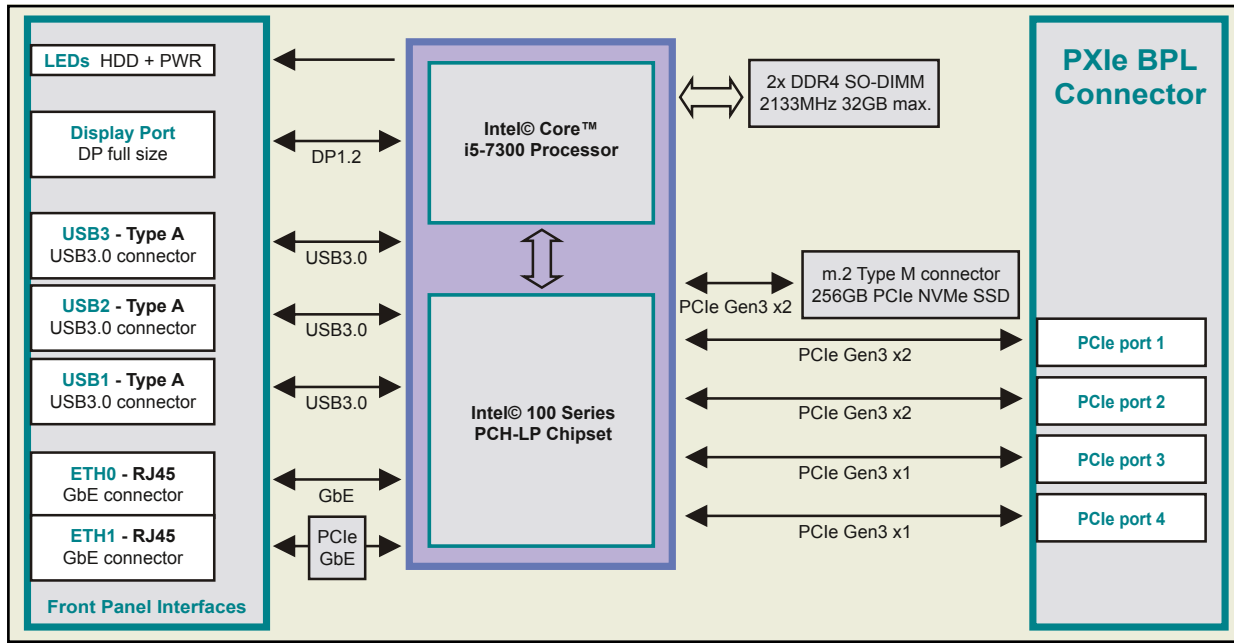 LEDs HDD + PWR
Display Port
DP full size
USB3 - Type A
USB3.0 connector
USB2 - Type A
USB3.0 connector
USB1 - Type A
USB3.0 connector
ETH0 - RJ45
GbE connector
ETH1 - RJ45
GbE connector
Front Panel Interfaces
DP1.2
USB3.0
USB3.0
USB3.0
GbE
PCIe
GbE
Intel© Core™
i5-7300 Processor
Intel© 100 Series
PCH-LP Chipset
2x DDR4 SO-DIMM
2133MHz 32GB max.
m.2 Type M connector
256GB PCIe NVMe SSD
PCIe Gen3 x2
PCIe Gen3 x2
PCIe Gen3 x2
PCIe Gen3 x1
PCIe Gen3 x1
PXIe BPL
Connector
PCIe port 1
PCIe port 2
PCIe port 3
PCIe port 4